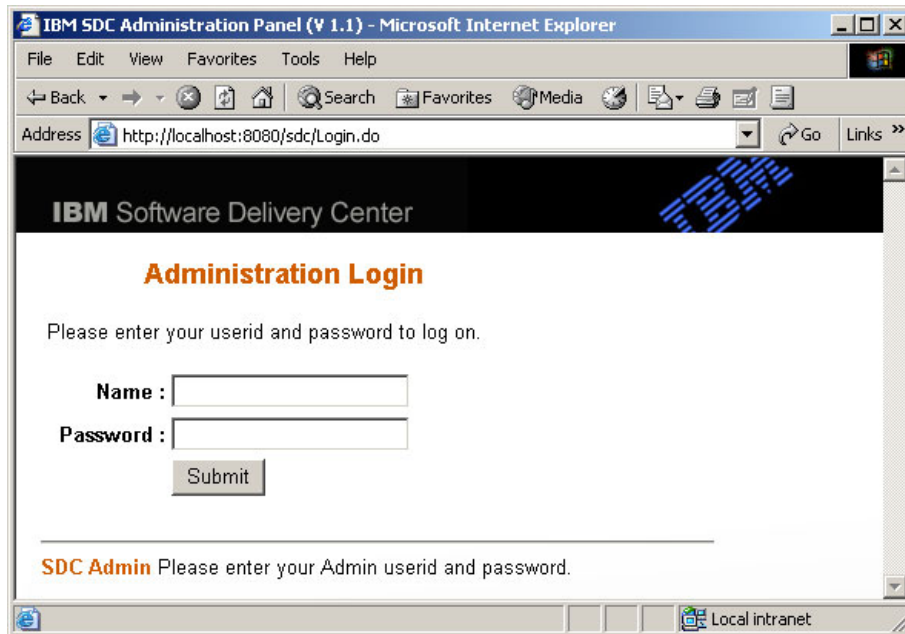 IBM SDC Administration Panel (V 1.1) - Microsoft Internet Explorer
File Edit View Favorites Tools Help
Back Search Favorites Media
Address http://localhost:8080/sdc/Login.do Go Links »
IBM Software Delivery Center IBM
Administration Login
Please enter your userid and password to log on.
Name :
Password :
Submit
SDC Admin Please enter your Admin userid and password.
Local intranet